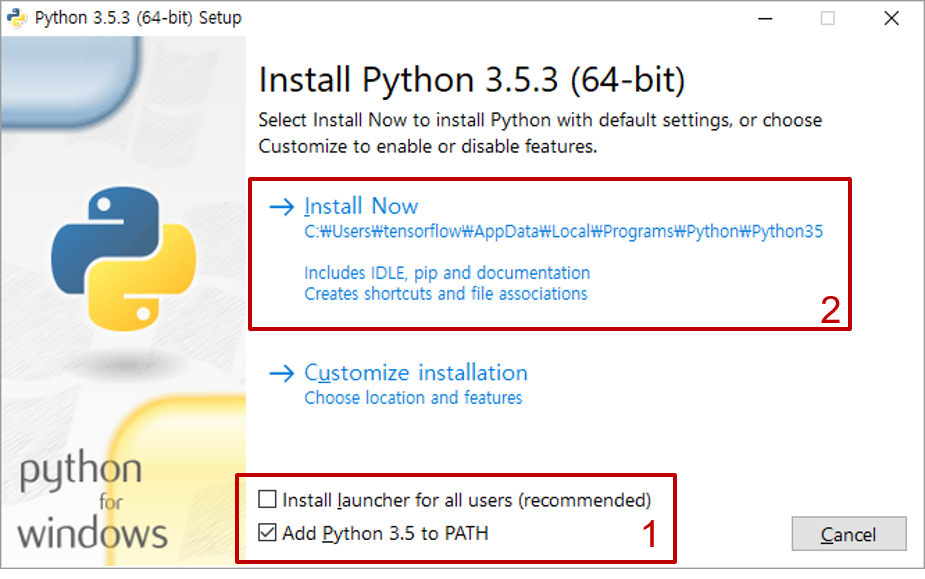 Python 3.5.3 (64-bit) Setup
Install Python 3.5.3 (64-bit)
Select Install Now to install Python with default settings, or choose
Customize to enable or disable features.
Install Now
C:₩Users₩tensorflow₩AppData₩Local₩Programs₩Python₩Python35
Includes IDLE, pip and documentation
Creates shortcuts and file associations
2
Customize installation
Choose location and features
python
for
windows
Install launcher for all users (recommended)
Add Python 3.5 to PATH
1
Cancel